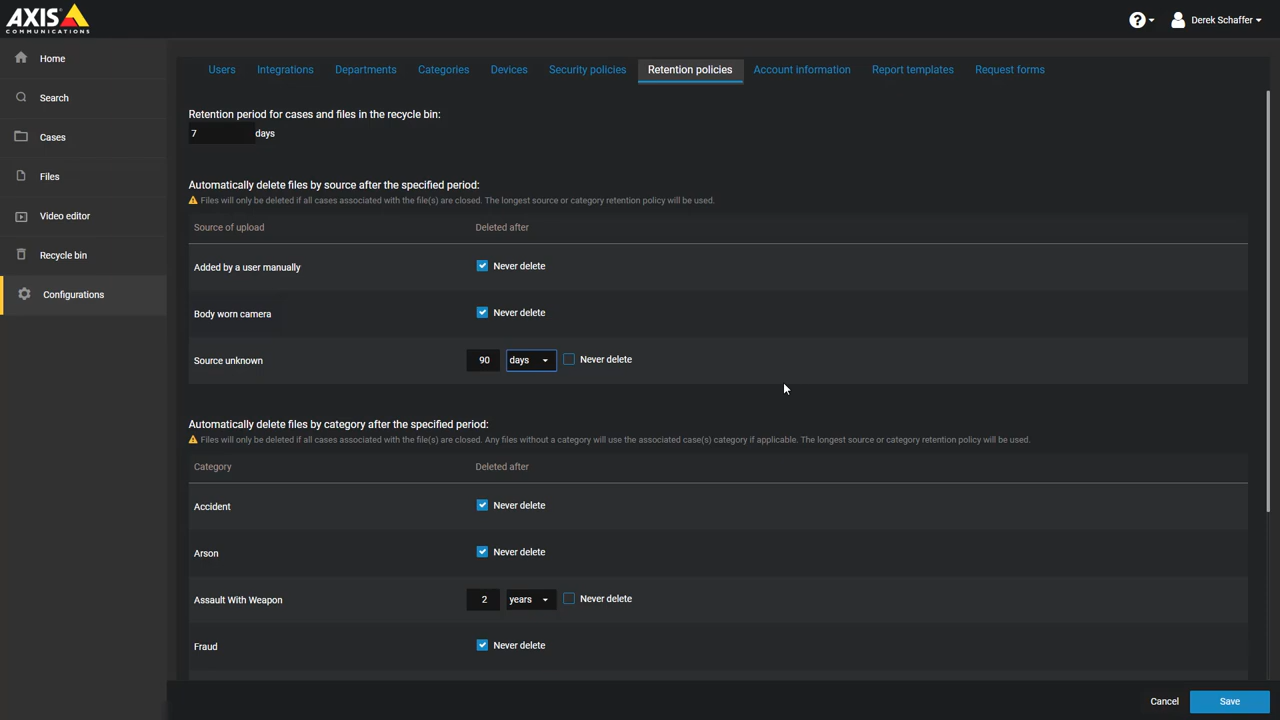 AXIS
COMMUNICATIONS
Derek Schaffer
Home
Search
Cases
Files
Video editor
Recycle bin
Configurations
Users Integrations Departments Categories Devices Security policies Retention policies Account information Report templates Request forms
Retention period for cases and files in the recycle bin:
7 days
Automatically delete files by source after the specified period:
Files will only be deleted if all cases associated with the file(s) are closed. The longest source or category retention policy will be used.
Source of upload Deleted after
Added by a user manually Never delete
Body worn camera Never delete
Source unknown 90 days Never delete
Automatically delete files by category after the specified period:
Files will only be deleted if all cases associated with the file(s) are closed. Any files without a category will use the associated case(s) category if applicable. The longest source or category retention policy will be used.
Category Deleted after
Accident Never delete
Arson Never delete
Assault With Weapon 2 years Never delete
Fraud Never delete
Cancel Save